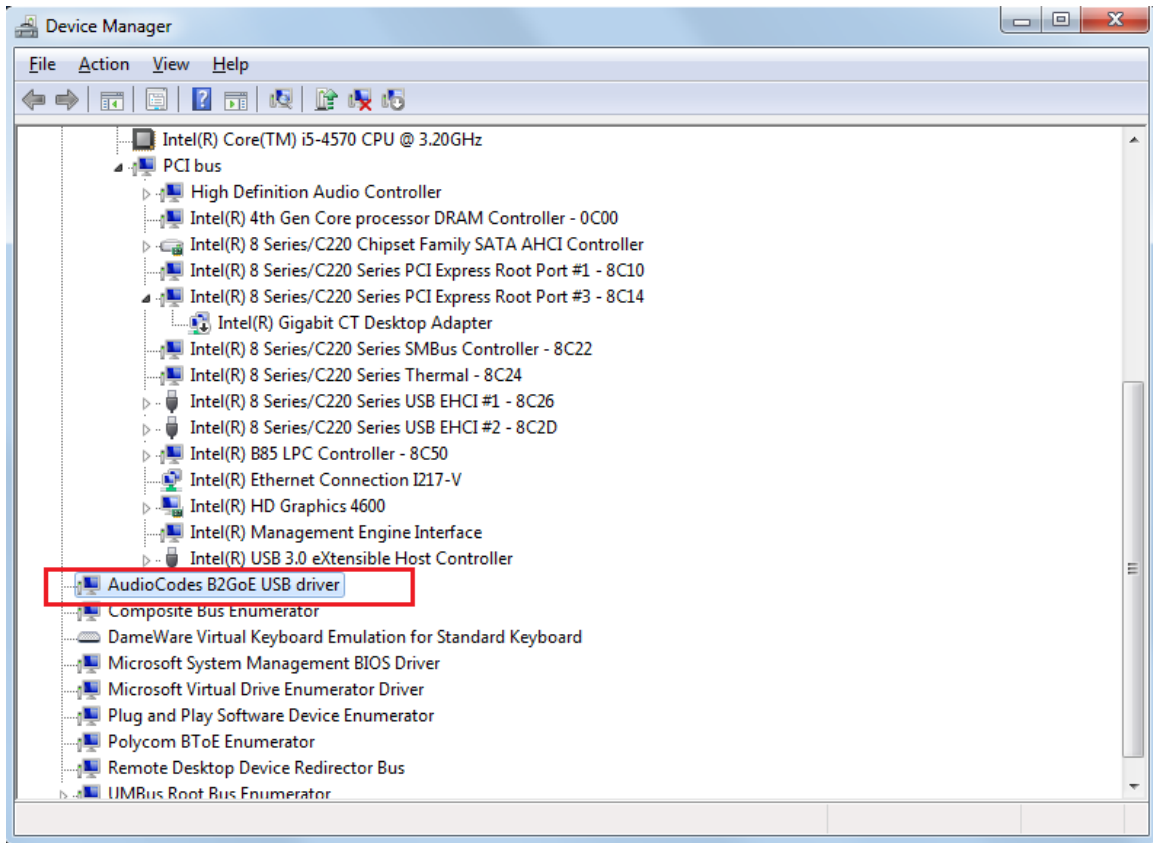 Device Manager
File Action View Help
Intel(R) Core(TM) i5-4570 CPU @ 3.20GHz
PCI bus
High Definition Audio Controller
Intel(R) 4th Gen Core processor DRAM Controller - 0C00
Intel(R) 8 Series/C220 Chipset Family SATA AHCI Controller
Intel(R) 8 Series/C220 Series PCI Express Root Port #1 - 8C10
Intel(R) 8 Series/C220 Series PCI Express Root Port #3 - 8C14
Intel(R) Gigabit CT Desktop Adapter
Intel(R) 8 Series/C220 Series SMBus Controller - 8C22
Intel(R) 8 Series/C220 Series Thermal - 8C24
Intel(R) 8 Series/C220 Series USB EHCI #1 - 8C26
Intel(R) 8 Series/C220 Series USB EHCI #2 - 8C2D
Intel(R) B85 LPC Controller - 8C50
Intel(R) Ethernet Connection I217-V
Intel(R) HD Graphics 4600
Intel(R) Management Engine Interface
Intel(R) USB 3.0 eXtensible Host Controller
AudioCodes B2GoE USB driver
Composite Bus Enumerator
DameWare Virtual Keyboard Emulation for Standard Keyboard
Microsoft System Management BIOS Driver
Microsoft Virtual Drive Enumerator Driver
Plug and Play Software Device Enumerator
Polycom BToE Enumerator
Remote Desktop Device Redirector Bus
UMBus Root Bus Enumerator